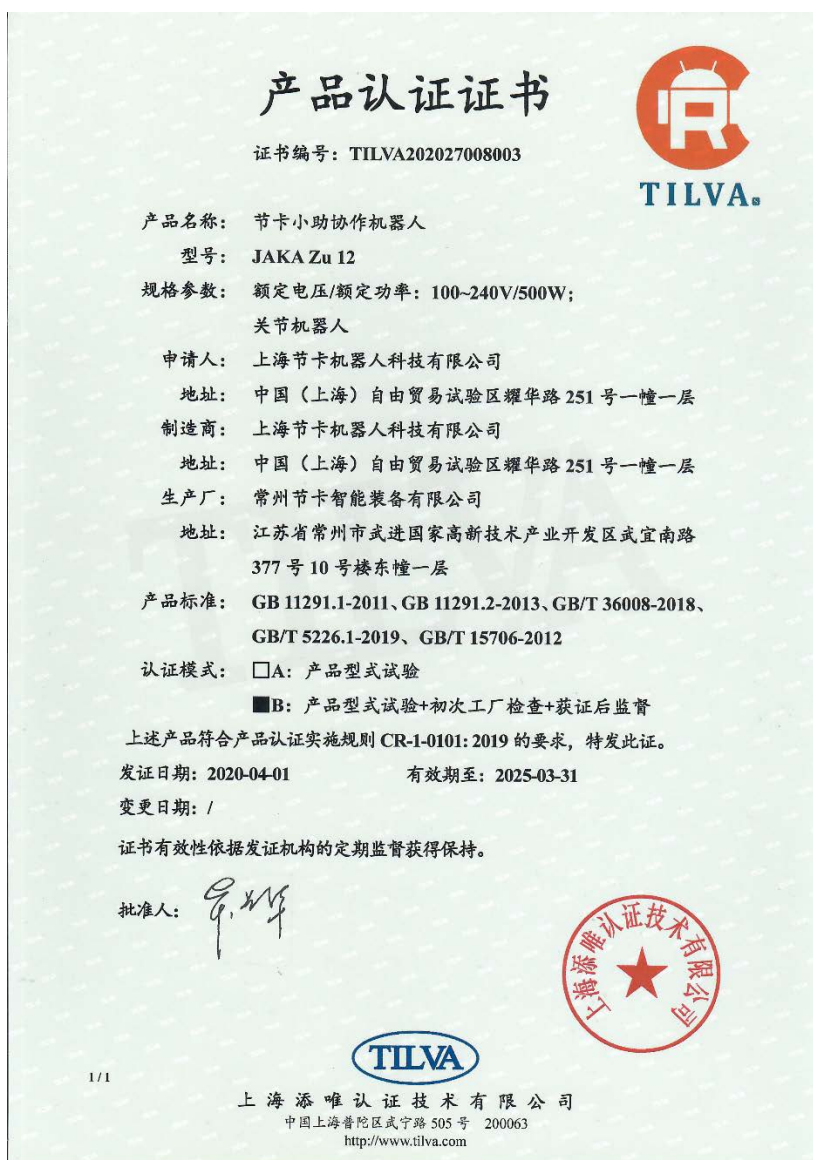 产品认证证书
证书编号：TILVA202027008003
R
TILVA
产品名称： 节卡小助协作机器人
型号： JAKA Zu 12
规格参数： 额定电压/额定功率：100~240V/500W；
关节机器人
申请人： 上海节卡机器人科技有限公司
地址： 中国（上海）自由贸易试验区耀华路 251 号一幢一层
制造商： 上海节卡机器人科技有限公司
地址： 中国（上海）自由贸易试验区耀华路 251 号一幢一层
生产厂： 常州节卡智能装备有限公司
地址： 江苏省常州市武进国家高新技术产业开发区武宜南路
377 号 10 号楼东幢一层
产品标准： GB 11291.1-2011、GB 11291.2-2013、GB/T 36008-2018、
GB/T 5226.1-2019、GB/T 15706-2012
认证模式： □A：产品型式试验
■B：产品型式试验+初次工厂检查+获证后监督
上述产品符合产品认证实施规则 CR-1-0101: 2019 的要求，特发此证。
发证日期：2020-04-01 有效期至：2025-03-31
变更日期：/
证书有效性依据发证机构的定期监督获得保持。
批准人：
上海添唯认证技术有限公司
TILVA
1 / 1
上海添唯认证技术有限公司
中国上海普陀区武宁路 505 号 200063
http://www.tilva.com